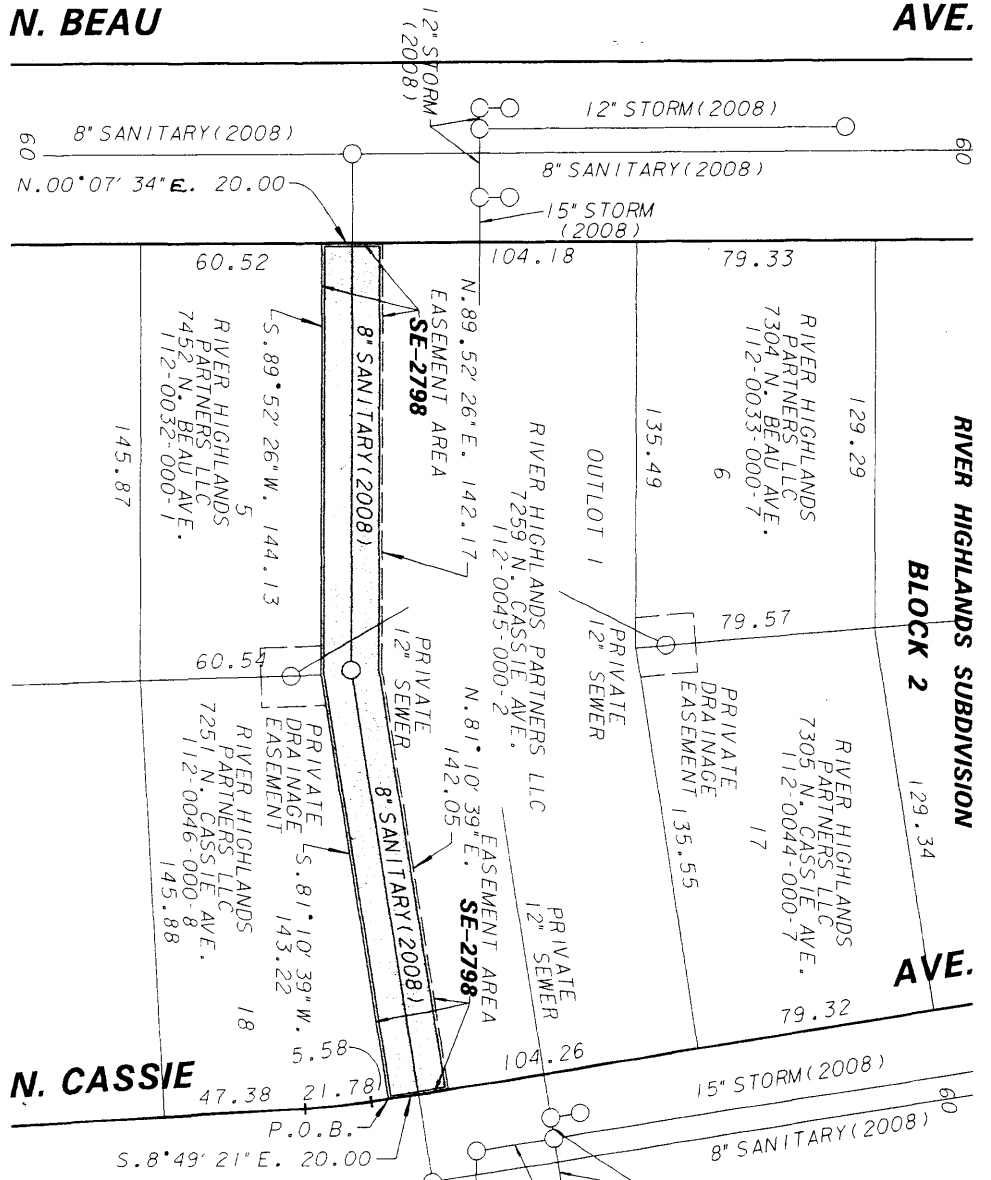 N. BEAU
AVE.
12" STORM
(2008)
12" STORM(2008)
8" SANITARY(2008)
60
60
8" SANITARY(2008)
N.00°07' 34"E. 20.00
15" STORM
(2008)
60.52
104.18
79.33
S.89°52' 26"W. 144.13
8" SANITARY(2008)
SE-2798
EASEMENT AREA
N.89.52' 26"E. 142.17
145.87
5
RIVER HIGHLANDS
PARTNERS LLC
7452 N. BEAU AVE.
112-0032-000-1
OUTLOT 1
RIVER HIGHLANDS PARTNERS LLC
7259 N. CASSIE AVE.
112-0045-000-2
135.49
6
RIVER HIGHLANDS
PARTNERS LLC
7304 N. BEAU AVE.
112-0033-000-7
129.29
RIVER HIGHLANDS SUBDIVISION
BLOCK 2
60.54
79.57
PRIVATE
12" SEWER
PRIVATE
12" SEWER
PRIVATE
DRAINAGE
EASEMENT
PRIVATE
DRAINAGE
EASEMENT
RIVER HIGHLANDS
PARTNERS LLC
7251 N. CASSIE AVE.
112-0046-000-8
18
145.88
S.81°10' 39"W.
143.22
8" SANITARY(2008)
N.81°10' 39"E.
142.05
EASEMENT AREA
SE-2798
PRIVATE
12" SEWER
135.55
RIVER HIGHLANDS
PARTNERS LLC
7305 N. CASSIE AVE.
112-0044-000-7
17
129.34
AVE.
79.32
104.26
5.58
N. CASSIE
47.38
21.78
P.O.B.
S.8°49' 21"E. 20.00
15" STORM(2008)
8" SANITARY(2008)
60